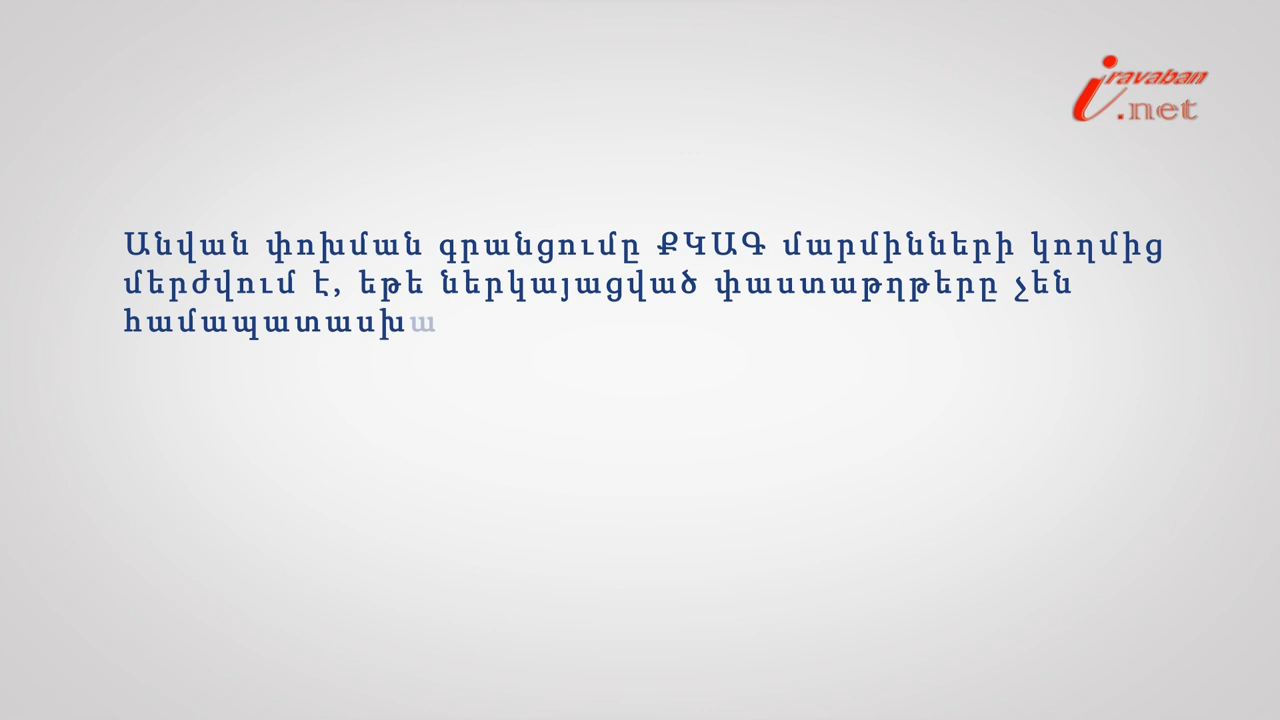 iravaban
.net
Անվան փոխման գրանցումը ՔԿԱԳ մարմինների կողմից
մերժվում է, եթե ներկայացված փաստաթղթերը չեն
համապատասխա